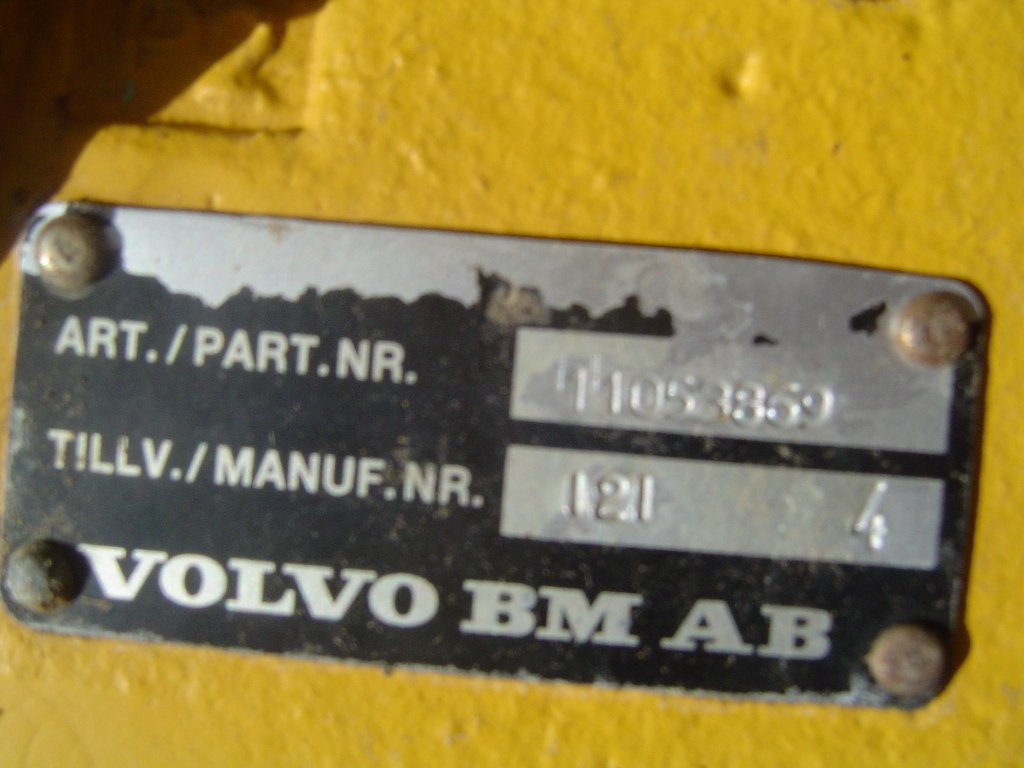 ART./PART.NR. 11053869
TILLV./MANUF.NR. 121 4
VOLVO BM AB